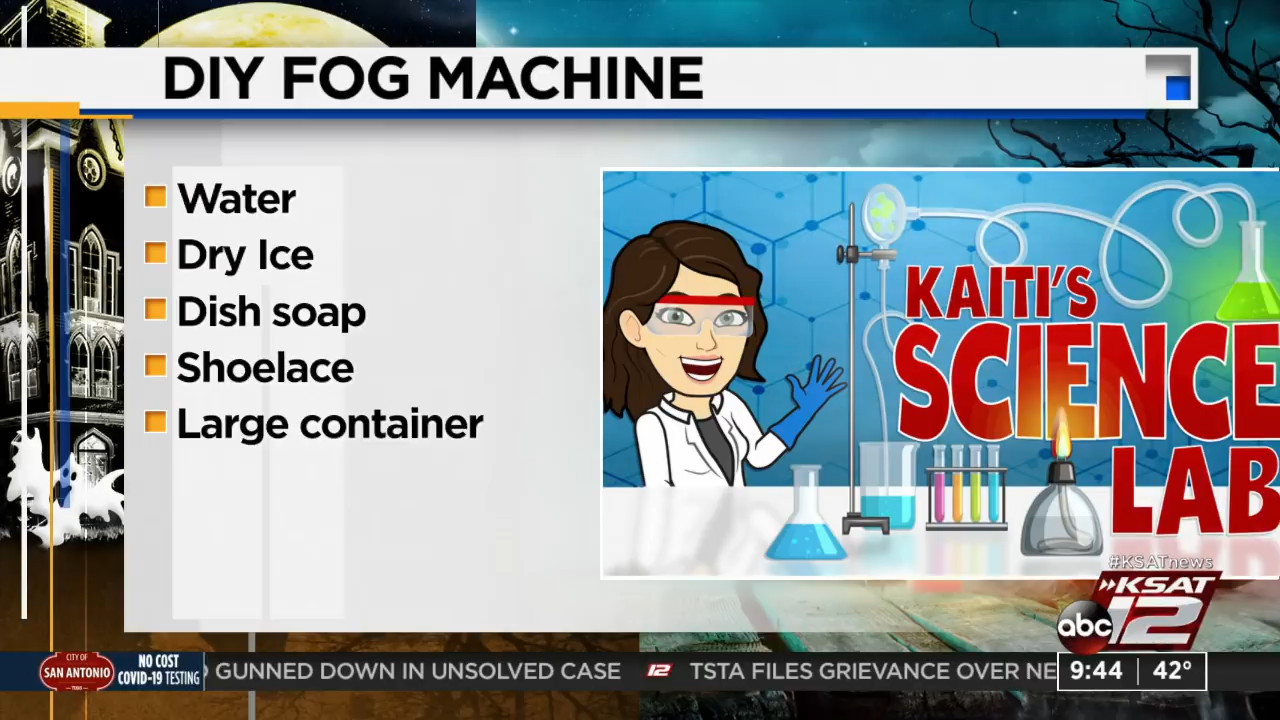 DIY FOG MACHINE
Water
Dry Ice
Dish soap
Shoelace
Large container
KAITI'S
SCIENCE
LAB
#KSATnews
KSAT
abc 12
CITY OF
SAN ANTONIO
TEXAS
NO COST
COVID-19 TESTING
GUNNED DOWN IN UNSOLVED CASE 12 TSTA FILES GRIEVANCE OVER NE
9:44 42°